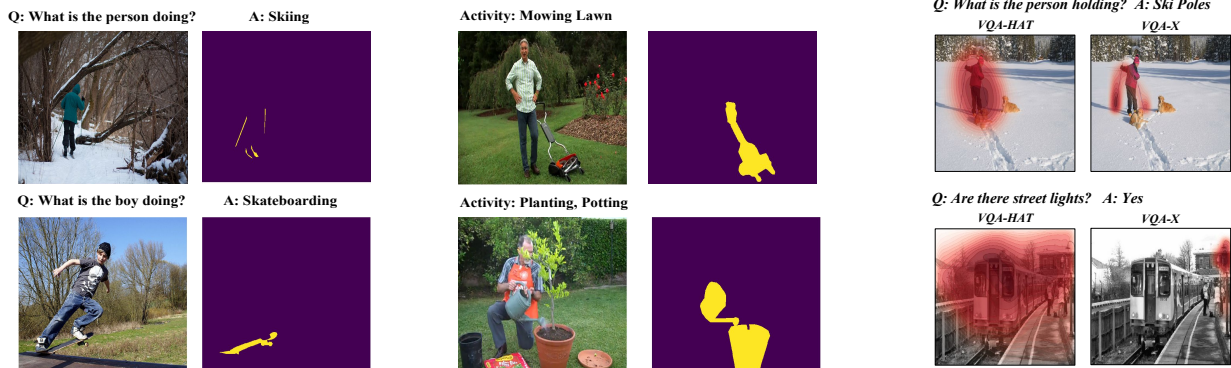 Q: What is the person doing? A: Skiing
Q: What is the boy doing? A: Skateboarding
Activity: Mowing Lawn
Activity: Planting, Potting
Q: What is the person holding? A: Ski Poles
VQA-HAT VQA-X
Q: Are there street lights? A: Yes
VQA-HAT VQA-X